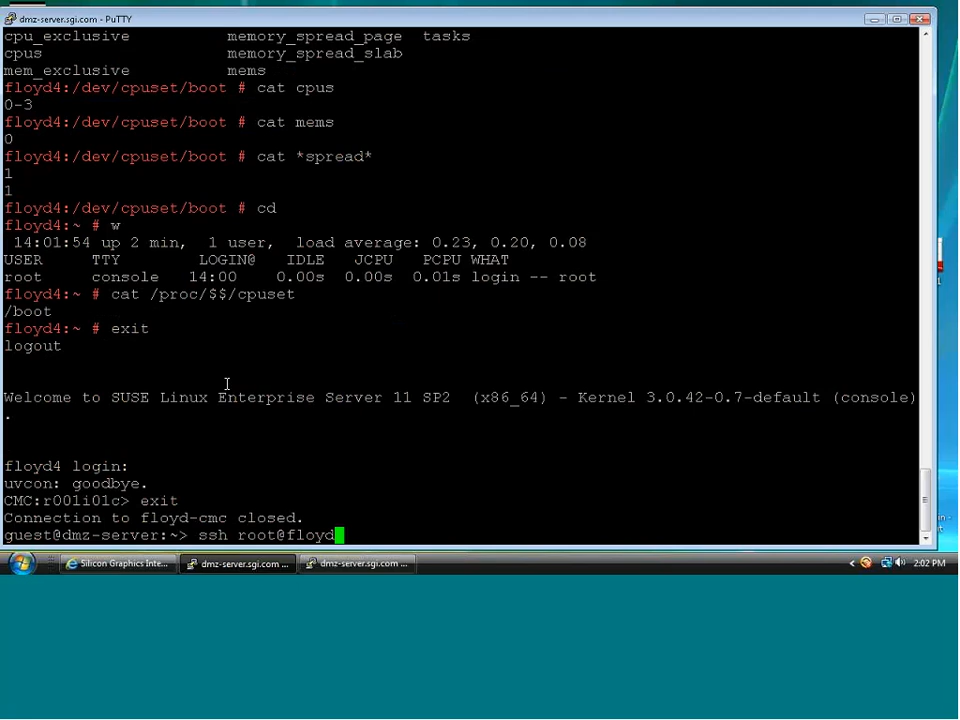 dmz-server.sgi.com - PuTTY
cpu_exclusive memory_spread_page tasks
cpus memory_spread_slab
mem_exclusive mems
floyd4:/dev/cpuset/boot # cat cpus
0-3
floyd4:/dev/cpuset/boot # cat mems
0
floyd4:/dev/cpuset/boot # cat *spread*
1
1
floyd4:/dev/cpuset/boot # cd
floyd4:~ # w
14:01:54 up 2 min, 1 user, load average: 0.23, 0.20, 0.08
USER TTY LOGIN@ IDLE JCPU PCPU WHAT
root console 14:00 0.00s 0.00s 0.01s login -- root
floyd4:~ # cat /proc/$$/cpuset
/boot
floyd4:~ # exit
logout
Welcome to SUSE Linux Enterprise Server 11 SP2 (x86_64) - Kernel 3.0.42-0.7-default (console)
.
floyd4 login:
uvcon: goodbye.
CMC:r001i01c> exit
Connection to floyd-cmc closed.
guest@dmz-server:~> ssh root@floyd
Silicon Graphics Inte... dmz-server.sgi.com ... dmz-server.sgi.com ... 2:02 PM